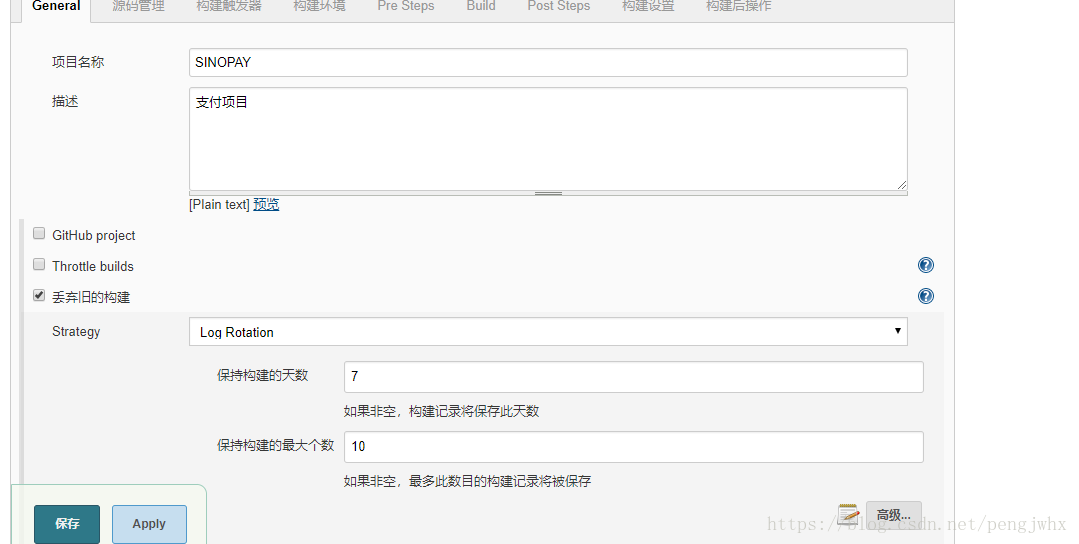 General 源码管理 构建触发器 构建环境 Pre Steps Build Post Steps 构建设置 构建后操作
项目名称 SINOPAY
描述 支付项目
[Plain text] 预览
GitHub project
Throttle builds
丢弃旧的构建
Strategy Log Rotation
保持构建的天数 7
如果非空，构建记录将保存此天数
保持构建的最大个数 10
如果非空，最多此数目的构建记录将被保存
高级...
保存 Apply
https://blog.csdn.net/pengjwhx